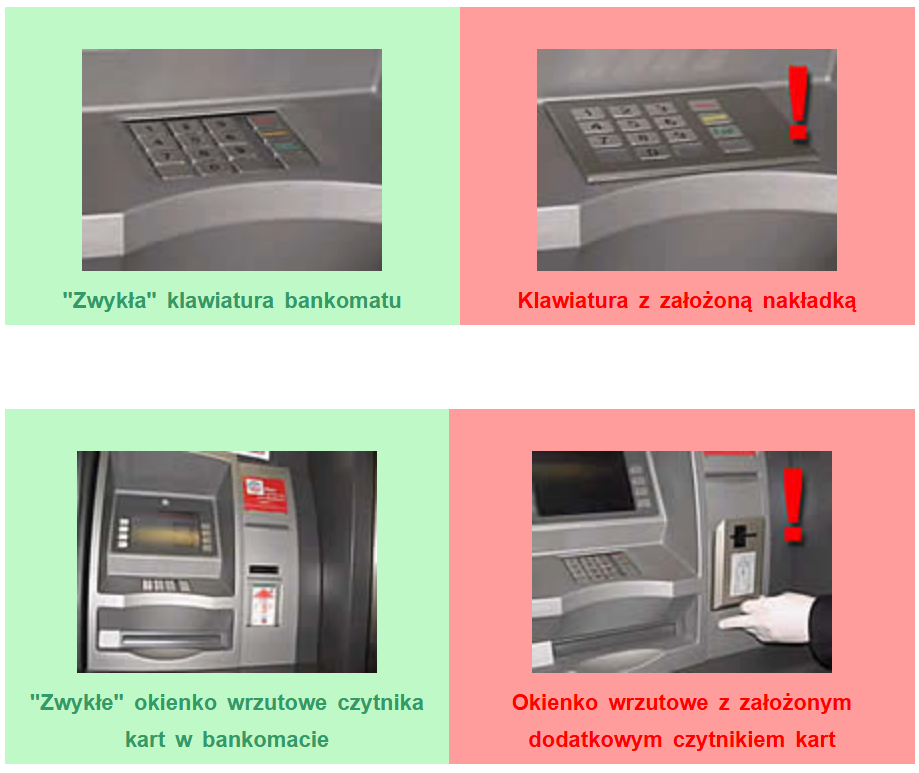 "Zwykła" klawiatura bankomatu
Klawiatura z założoną nakładką
"Zwykłe" okienko wrzutowe czytnika
kart w bankomacie
Okienko wrzutowe z założonym
dodatkowym czytnikiem kart